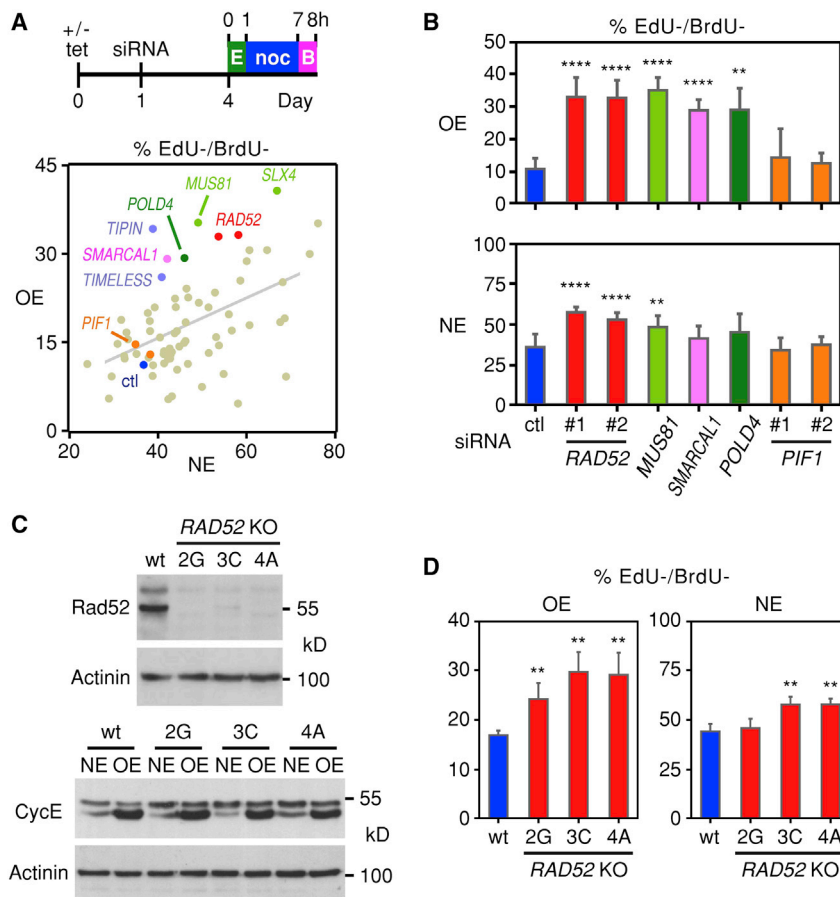 A
+/-
tet
siRNA
0 1 7 8h
E noc B
0 1 4 Day
% EdU-/BrdU-
45
30
15
0
OE
SLX4
MUS81
POLD4
RAD52
TIPIN
SMARCAL1
TIMELESS
PIF1
ctl
20 40 60 80
NE
B
% EdU-/BrdU-
50
40
30
20
10
0
OE
**** **** **** **** **
100
75
50
25
0
NE
**** **** **
siRNA
ctl #1 #2 MUS81 SMARCAL1 POLD4 #1 #2
RAD52 PIF1
C
RAD52 KO
wt 2G 3C 4A
Rad52
55
kD
Actinin
100
wt 2G 3C 4A
NE OE NE OE NE OE NE OE
CycE
55
kD
Actinin
100
D
% EdU-/BrdU-
OE NE
40
30
20
10
0
** ** **
wt 2G 3C 4A
RAD52 KO
100
75
50
25
0
** **
wt 2G 3C 4A
RAD52 KO